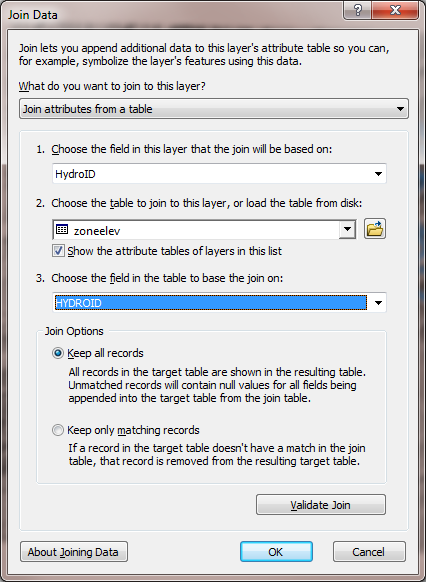 Join Data
Join lets you append additional data to this layer's attribute table so you can,
for example, symbolize the layer's features using this data.
What do you want to join to this layer?
Join attributes from a table
1. Choose the field in this layer that the join will be based on:
HydroID
2. Choose the table to join to this layer, or load the table from disk:
zoneelev
Show the attribute tables of layers in this list
3. Choose the field in the table to base the join on:
HYDROID
Join Options
Keep all records
All records in the target table are shown in the resulting table.
Unmatched records will contain null values for all fields being
appended into the target table from the join table.
Keep only matching records
If a record in the target table doesn't have a match in the join
table, that record is removed from the resulting target table.
Validate Join
About Joining Data
OK
Cancel